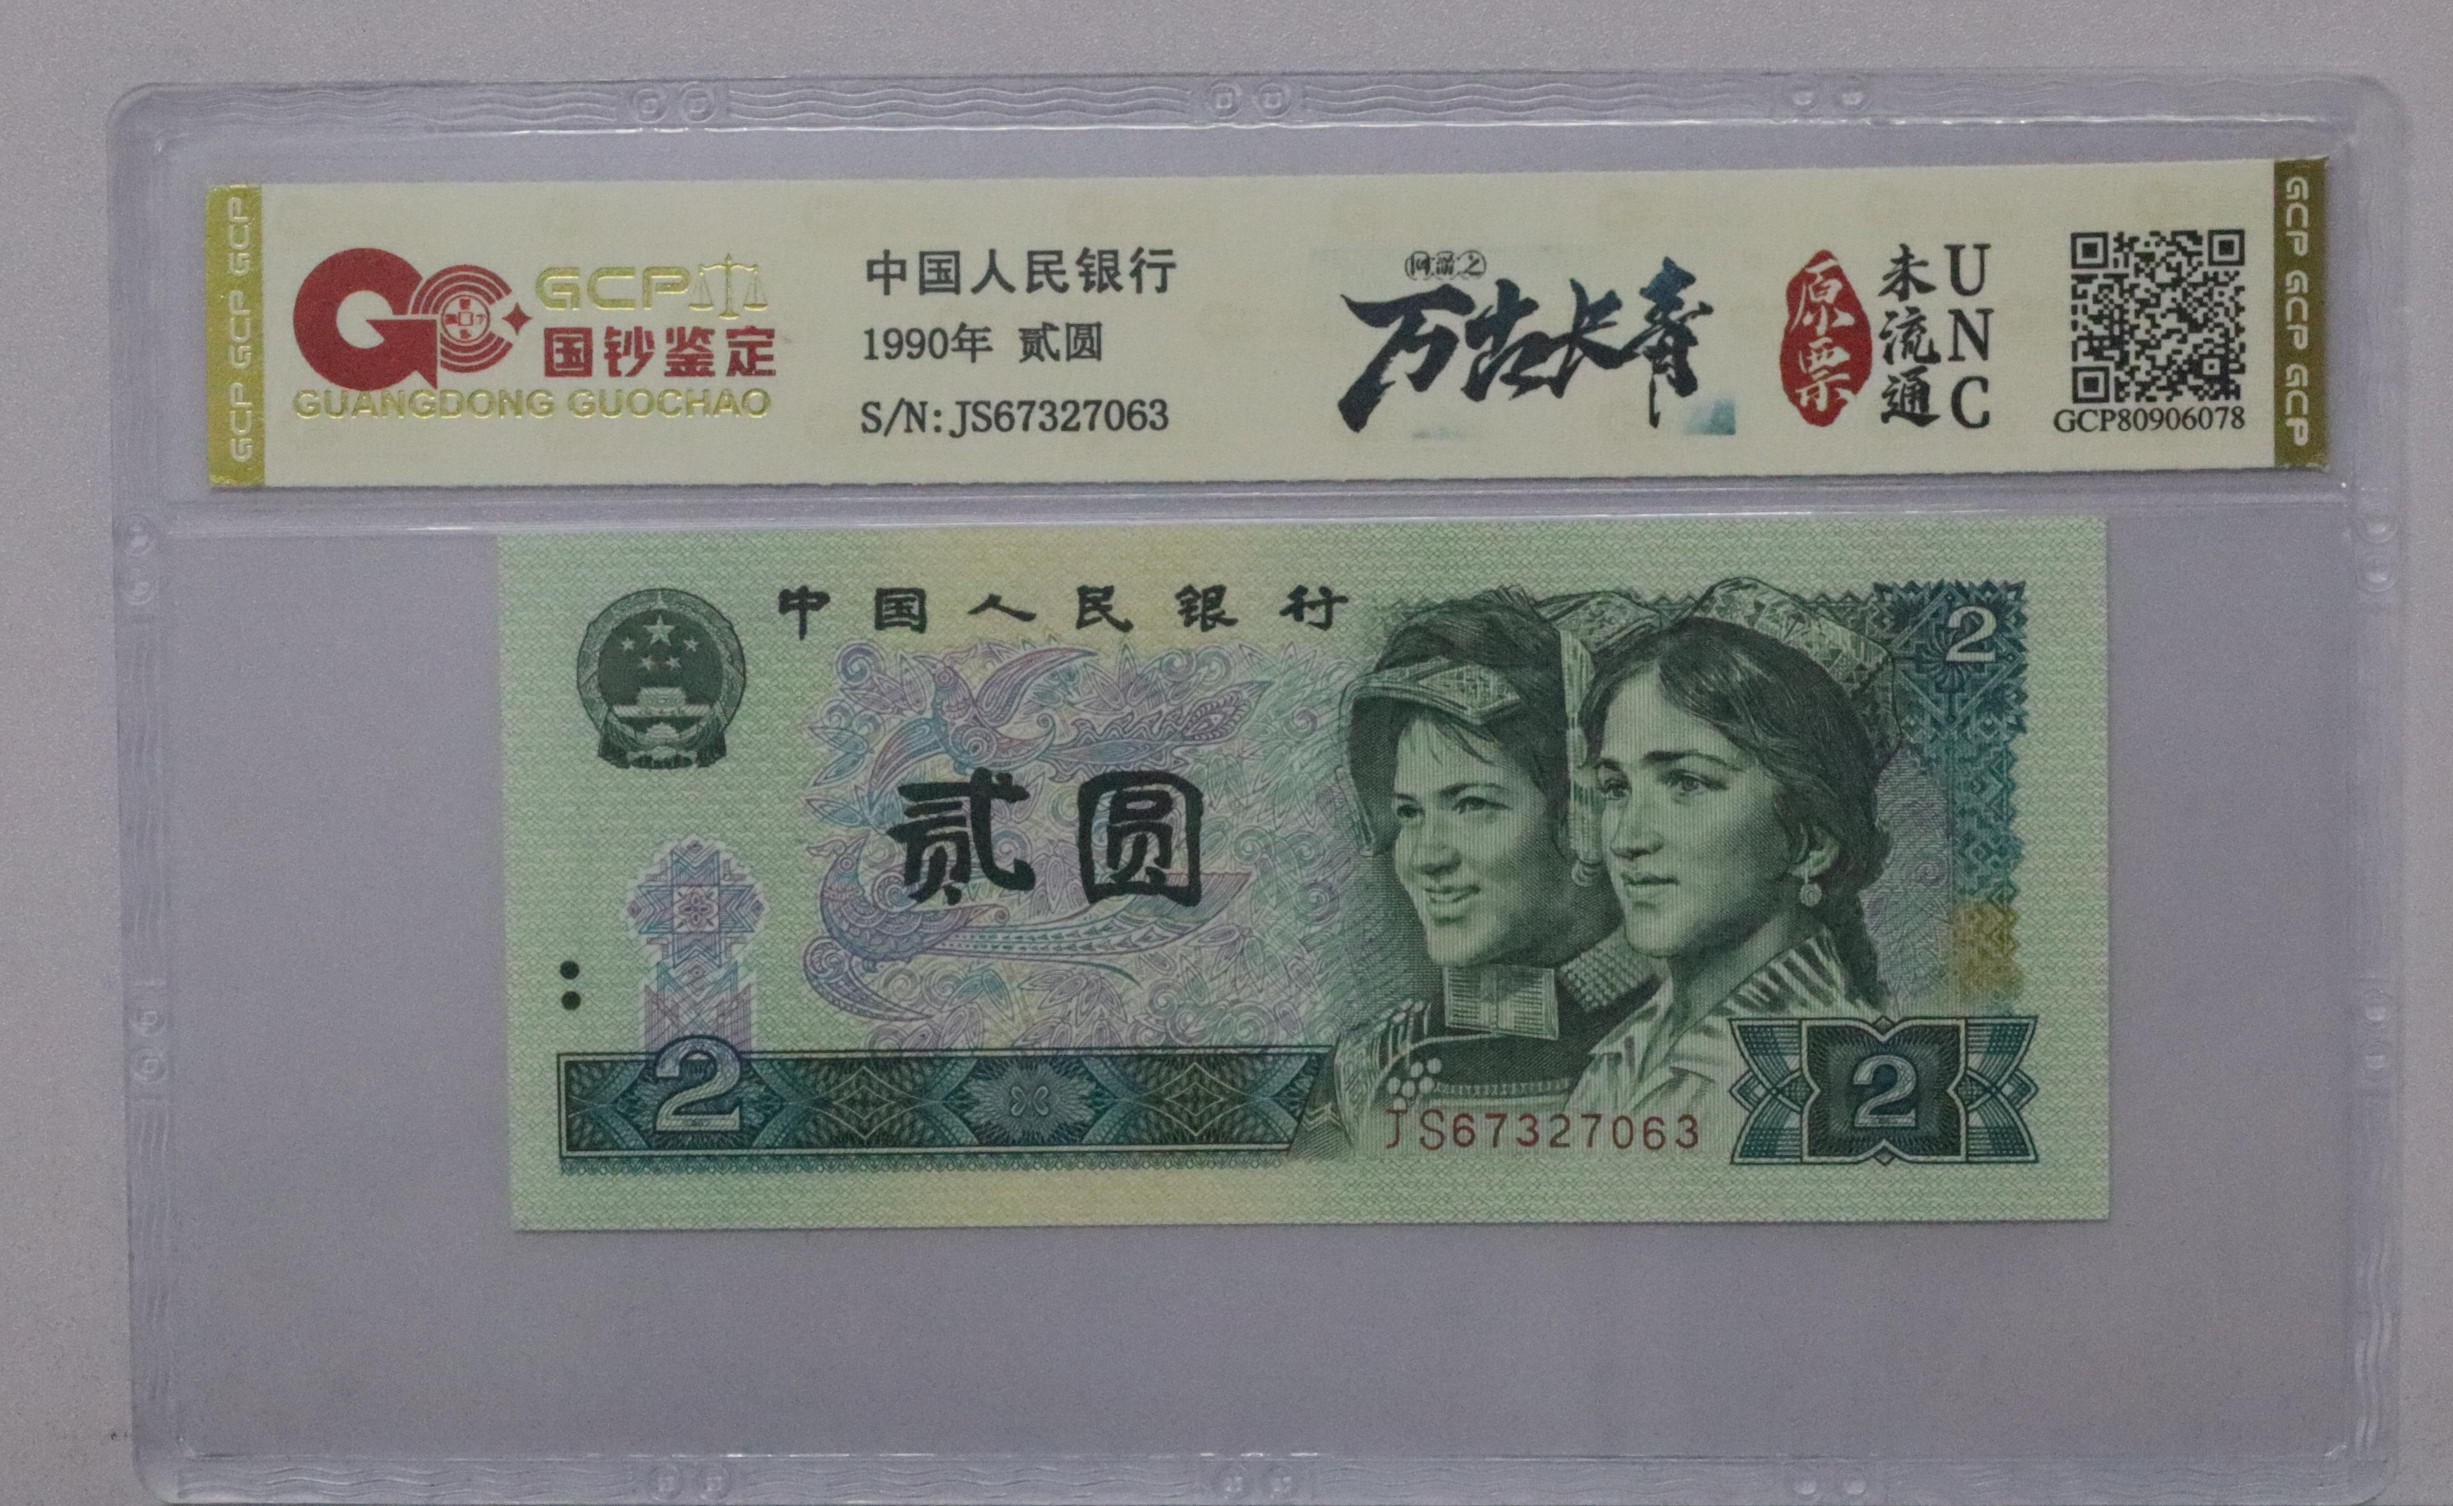 GCP GCP GCP
GCP
国钞鉴定
GUANGDONG GUOCHAO
中国人民银行
1990年 贰圆
S/N:JS67327063
万古长青
原票
未流通
UNC
GCP80906078
GCP GCP GCP
中国人民银行
2
贰圆
2
JS67327063
2